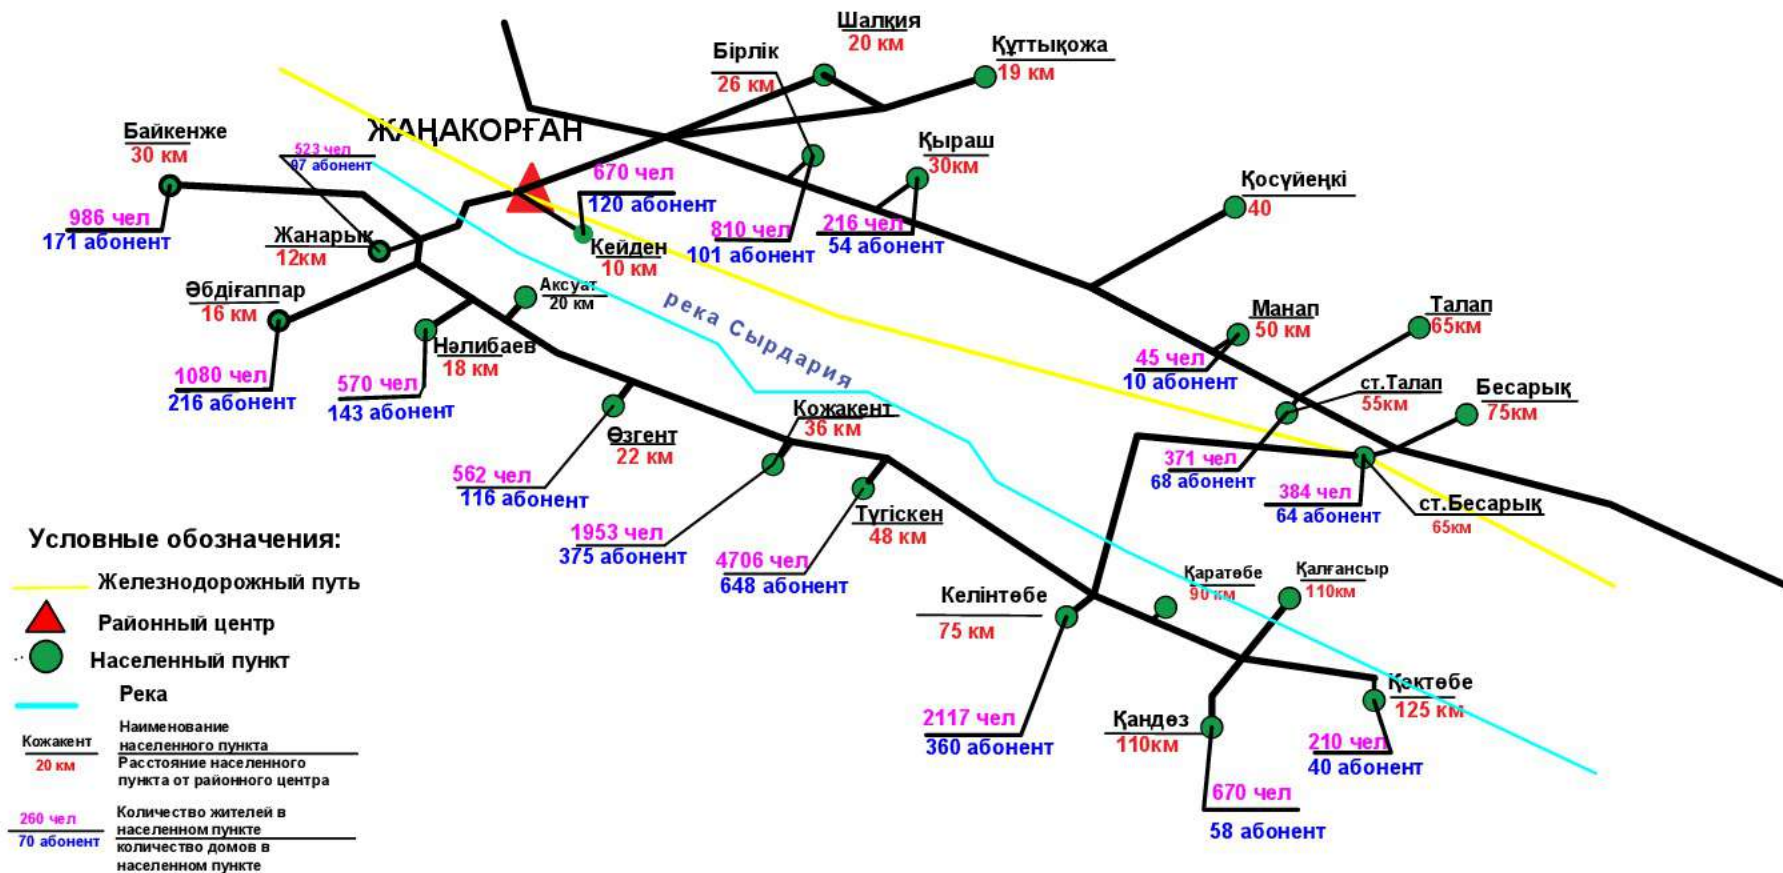 Шалқия
20 км
Бірлік
26 км
Құттықожа
19 км
ЖАҢАКОРҒАН
Байкенже
30 км
523 чел
97 абонент
986 чел
171 абонент
Жанарық
12км
670 чел
120 абонент
Кейден
10 км
810 чел
101 абонент
Қыраш
30км
216 чел
54 абонент
Қосүйеңкі
40
Әбдіғаппар
16 км
1080 чел
216 абонент
Аксуат
20 км
Нәлибаев
18 км
570 чел
143 абонент
река Сырдария
Манап
50 км
45 чел
10 абонент
Талап
65км
ст.Талап
55км
371 чел
68 абонент
Бесарық
75км
384 чел
64 абонент
ст.Бесарық
65км
Өзгент
22 км
562 чел
116 абонент
Кожакент
36 км
1953 чел
375 абонент
Түгіскен
48 км
4706 чел
648 абонент
Келінтөбе
75 км
2117 чел
360 абонент
Қаратөбе
90 км
Қалғансыр
110км
Қандөз
110км
670 чел
58 абонент
Көктөбе
125 км
210 чел
40 абонент
Условные обозначения:
Железнодорожный путь
Районный центр
Населенный пункт
Река
Кожакент
20 км
Наименование
населенного пункта
Расстояние населенного
пункта от районного центра
260 чел
70 абонент
Количество жителей в
населенном пункте
количество домов в
населенном пункте